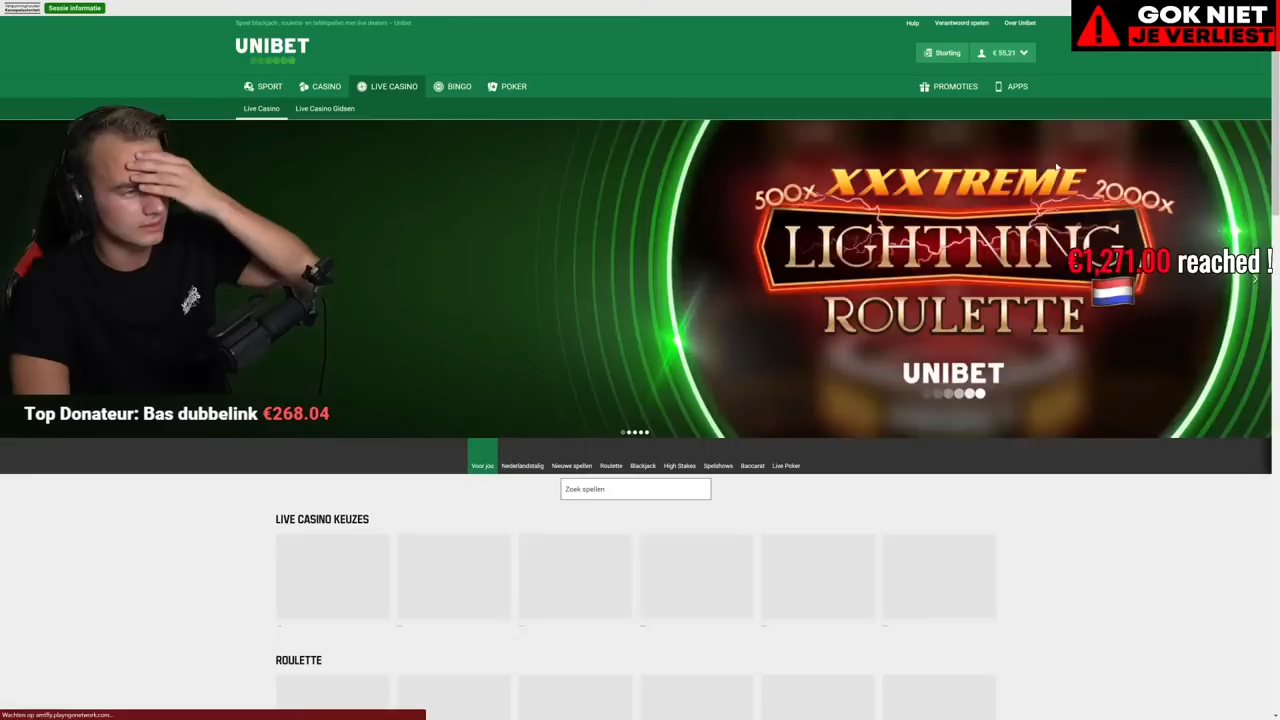 Sessie informatie
Speel blackjack-, roulette- en tafelspellen met live dealers – Unibet
Hulp
Verantwoord spelen
Over Unibet
GOK NIET
JE VERLIEST
UNIBET
Storting
€ 55,21
SPORT
CASINO
LIVE CASINO
BINGO
POKER
PROMOTIES
APPS
Live Casino
Live Casino Gidsen
500x XXXTREME 2000x
LIGHTNING
ROULETTE
UNIBET
€1,271.00 reached !
Top Donateur: Bas dubbelink €268.04
Voor jou
Nederlandstalig
Nieuwe spellen
Roulette
Blackjack
High Stakes
Spelshows
Baccarat
Live Poker
Zoek spellen
LIVE CASINO KEUZES
ROULETTE
Wachten op amtfly.playngonetwork.com...